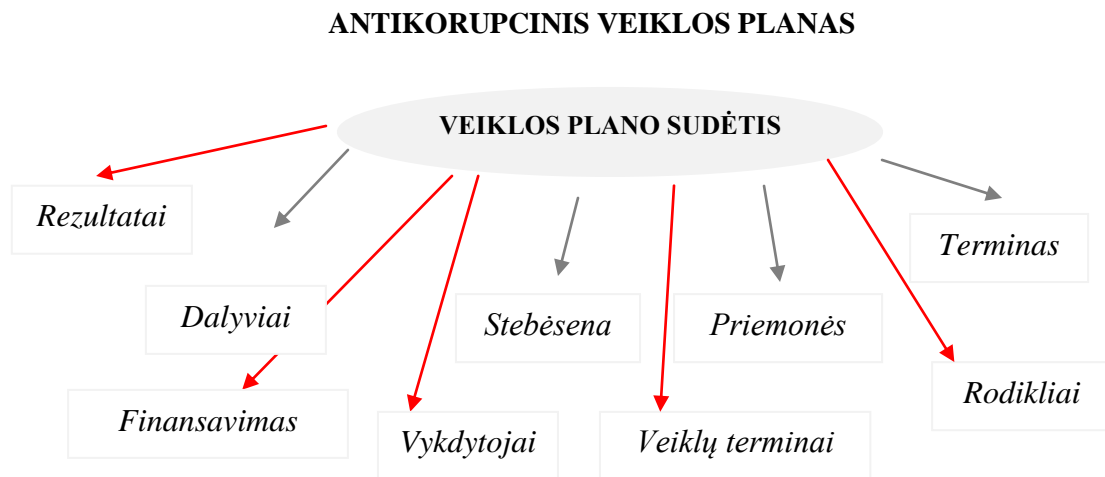 ANTIKORUPCINIS VEIKLOS PLANAS
VEIKLOS PLANO SUDĖTIS
Rezultatai
Terminas
Dalyviai
Stebėsena
Priemonės
Rodikliai
Finansavimas
Vykdytojai
Veiklų terminai